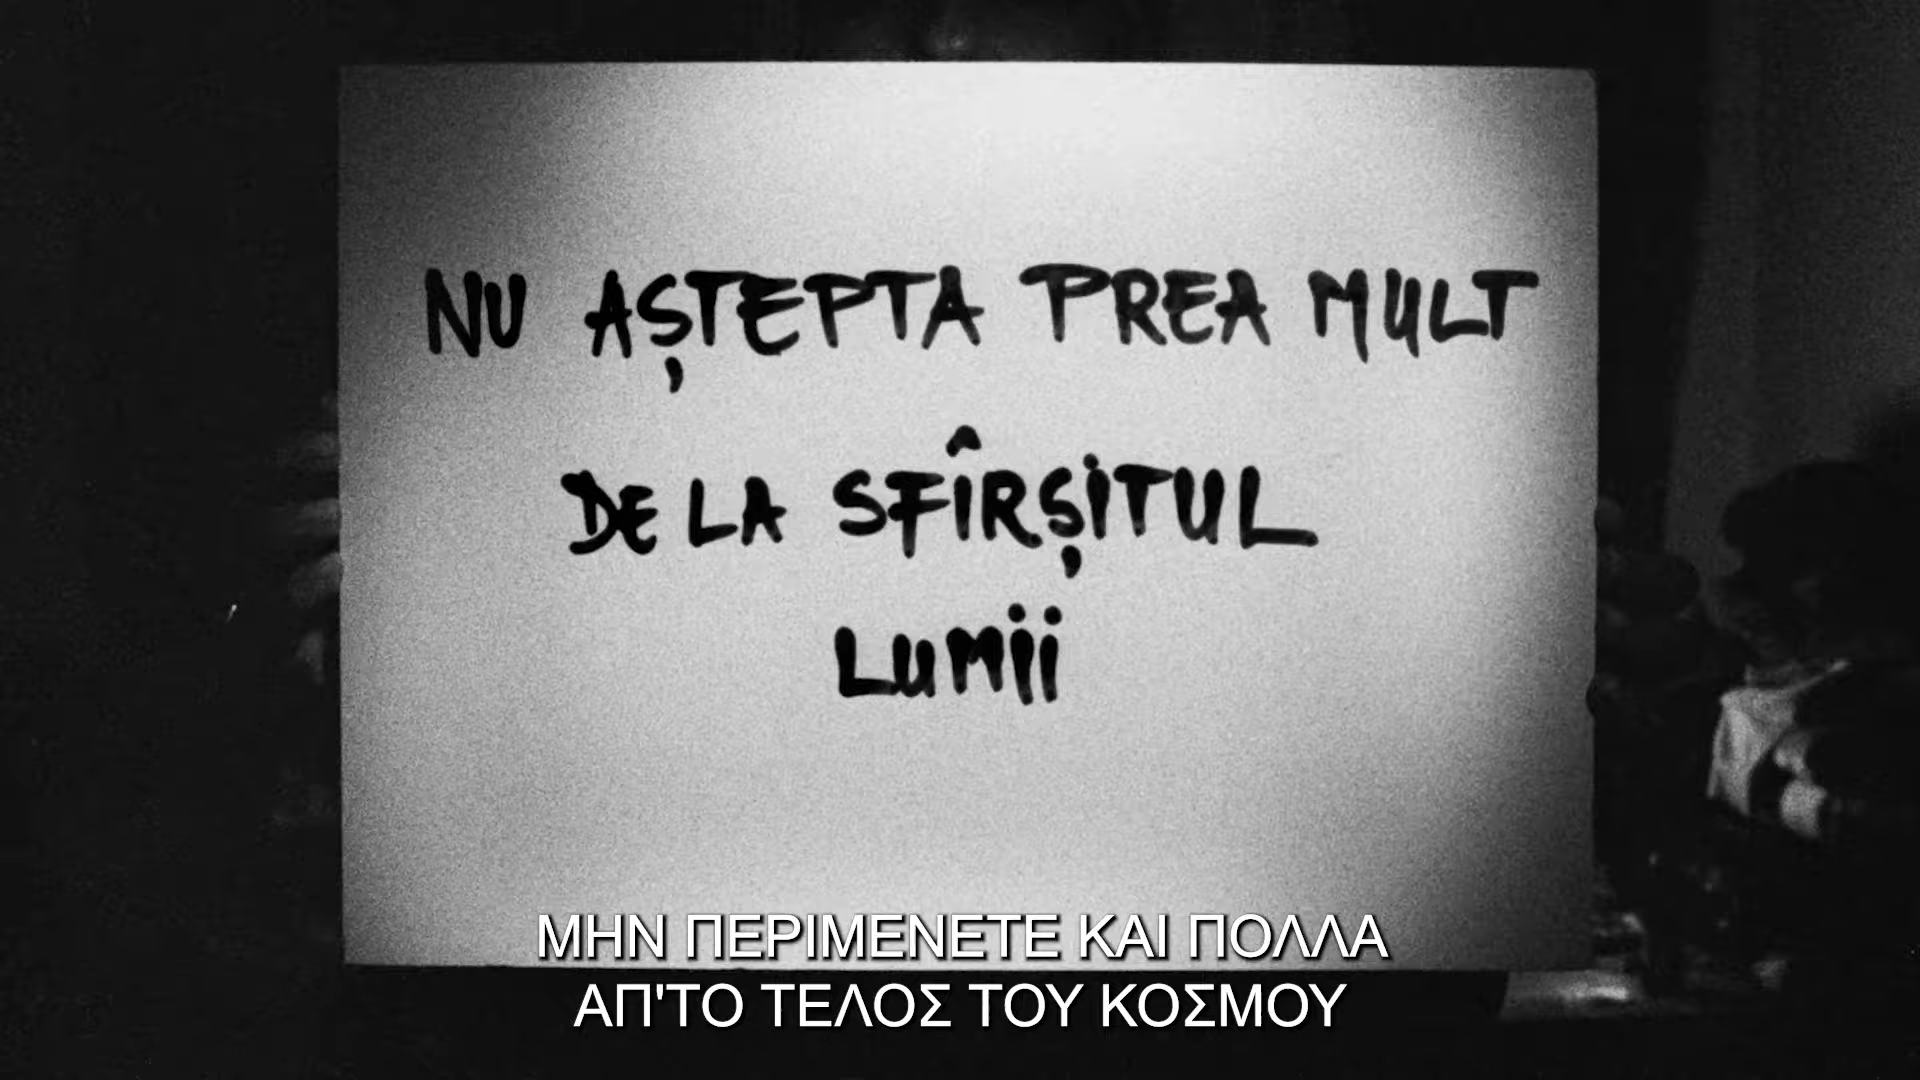 NU AȘTEPTA PREA MULT
DE LA SFÎRȘITUL
LUMII
ΜΗΝ ΠΕΡΙΜΕΝΕΤΕ ΚΑΙ ΠΟΛΛΑ
ΑΠ'ΤΟ ΤΕΛΟΣ ΤΟΥ ΚΟΣΜΟΥ